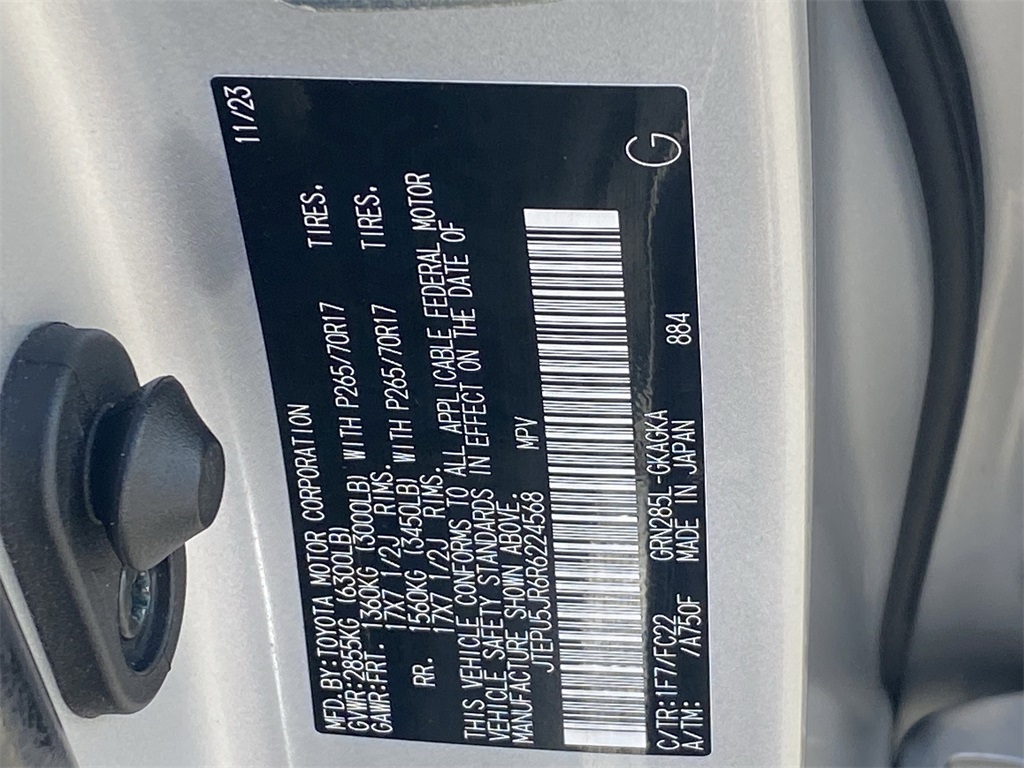 MFD.BY:TOYOTA MOTOR CORPORATION 11/23
GVWR:2855KG (6300LB)
GAWR:FRT. 1360KG (3000LB) WITH P265/70R17 TIRES.
17X7 1/2J RIMS.
RR. 1560KG (3450LB) WITH P265/70R17 TIRES.
17X7 1/2J RIMS.
THIS VEHICLE CONFORMS TO ALL APPLICABLE FEDERAL MOTOR
VEHICLE SAFETY STANDARDS IN EFFECT ON THE DATE OF
MANUFACTURE SHOWN ABOVE.
JTEPU5JR6R6224568 MPV
C/TR:1F7/FC22 GRN285L-GKAGKA 884 G
A/TM: /A750F MADE IN JAPAN